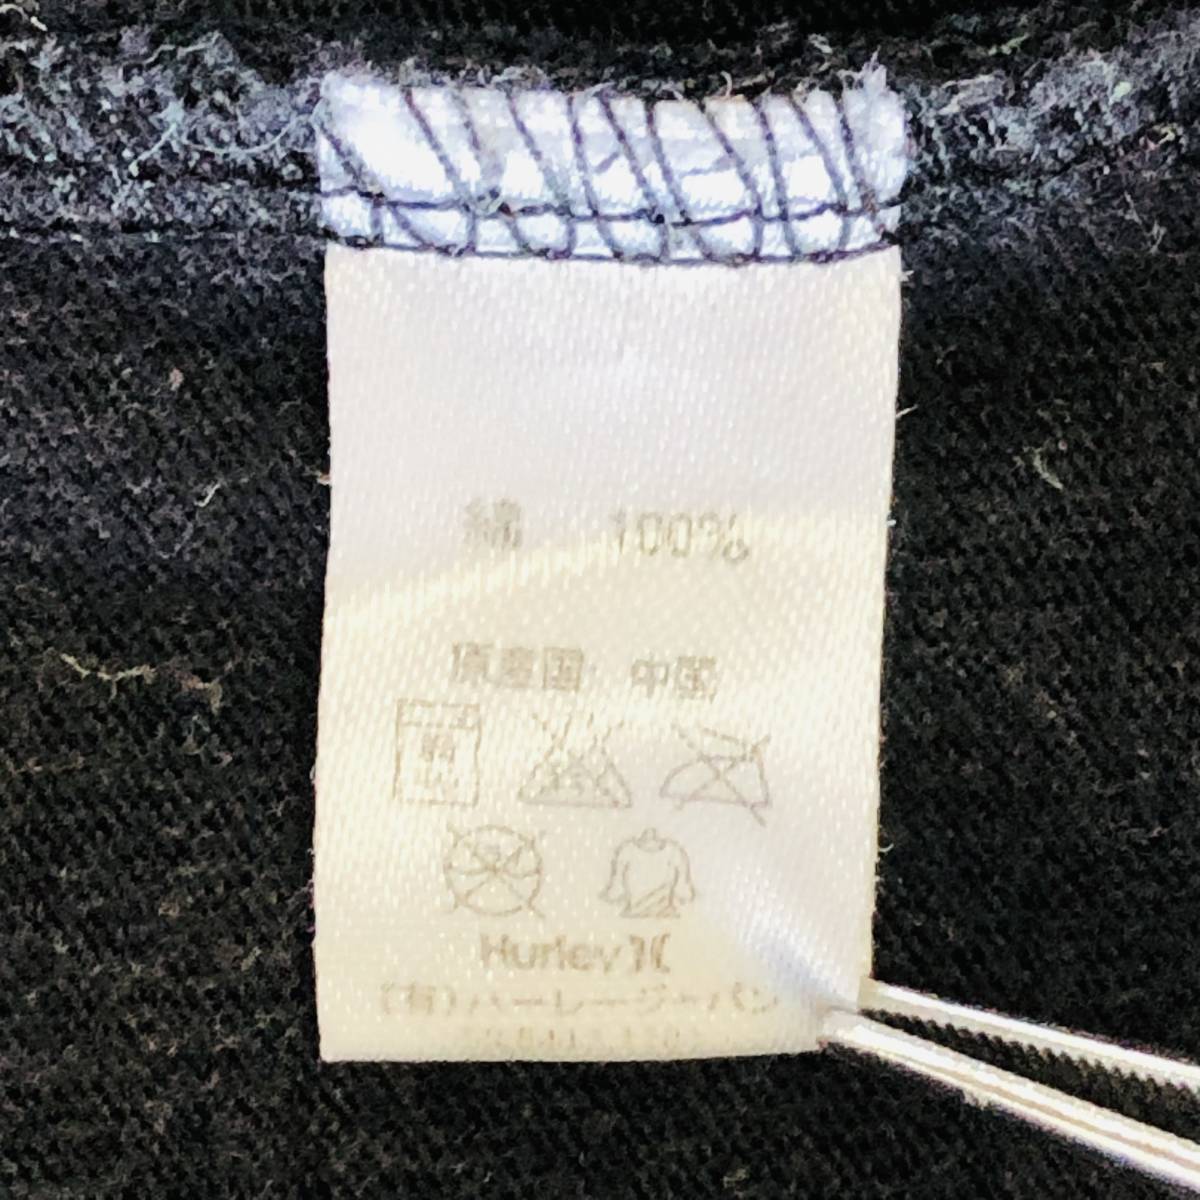 綿 100%
原産国 中国
Hurley
(有)ハーレージャパン